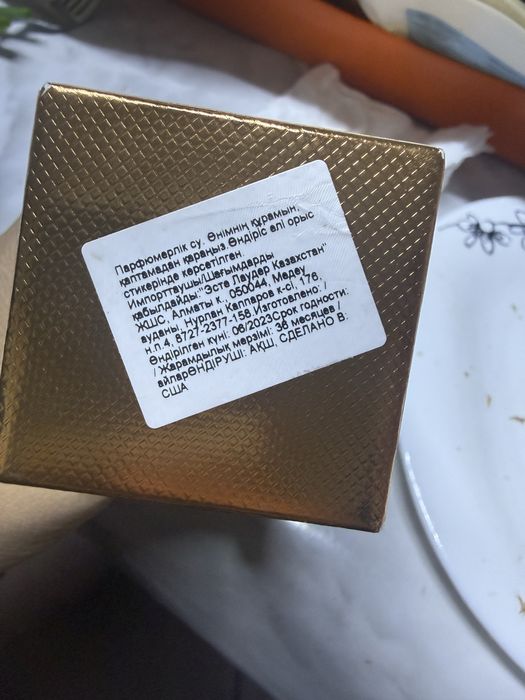 Парфюмерлік су. Өнімнің құрамын,
қаптамадан қараңыз.Өндіріс елі орыс
стикерінде көрсетілген.
Импорттаушы/Шағымдарды
қабылдайды:"Эсте Лаудер Казахстан"
ЖШС, Алматы к., 050044, Медеу
ауданы, Нурлан Каппаров к-сі, 178,
н.п.4, 8727-2377-158 Изготовлено: /
Өндірілген күні: 06/2023Срок годности:
/ Жарамдылық мерзімі: 36 месяцев /
айларӨНДІРУШІ: АҚШ, СДЕЛАНО В:
США